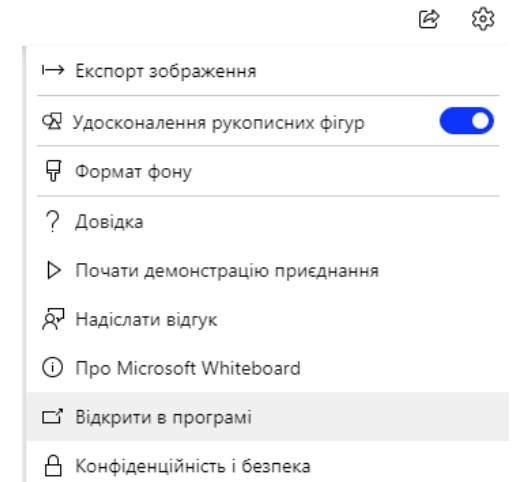 Експорт зображення
Удосконалення рукописних фігур
Формат фону
Довідка
Почати демонстрацію приєднання
Надіслати відгук
Про Microsoft Whiteboard
Відкрити в програмі
Конфіденційність і безпека